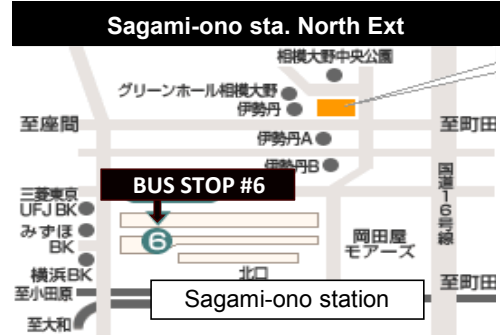 Sagami-ono sta. North Ext
相模大野中央公園
グリーンホール相模大野
伊勢丹
至座間
至町田
伊勢丹A
伊勢丹B
BUS STOP #6
三菱東京
UFJ BK
みずほ
BK
横浜BK
6
岡田屋
モアーズ
国道16号線
北口
至小田原
Sagami-ono station
至町田
至大和